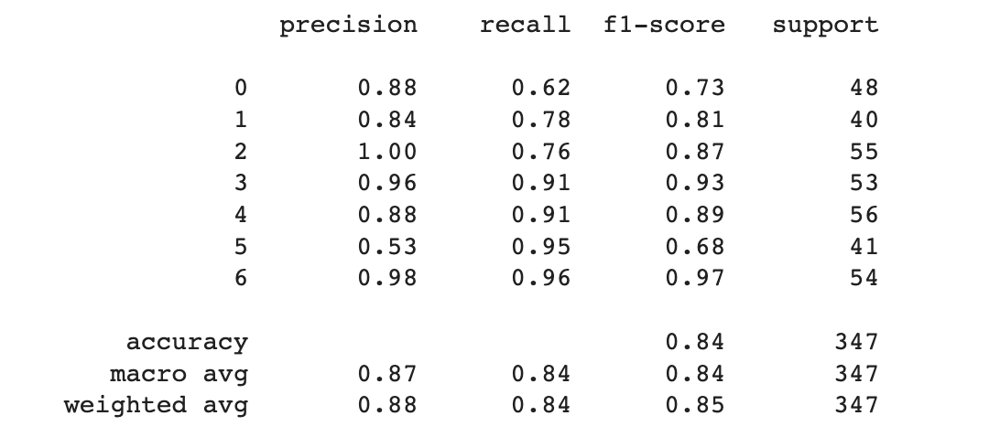 precision recall f1-score support
0 0.88 0.62 0.73 48
1 0.84 0.78 0.81 40
2 1.00 0.76 0.87 55
3 0.96 0.91 0.93 53
4 0.88 0.91 0.89 56
5 0.53 0.95 0.68 41
6 0.98 0.96 0.97 54
accuracy 0.84 347
macro avg 0.87 0.84 0.84 347
weighted avg 0.88 0.84 0.85 347